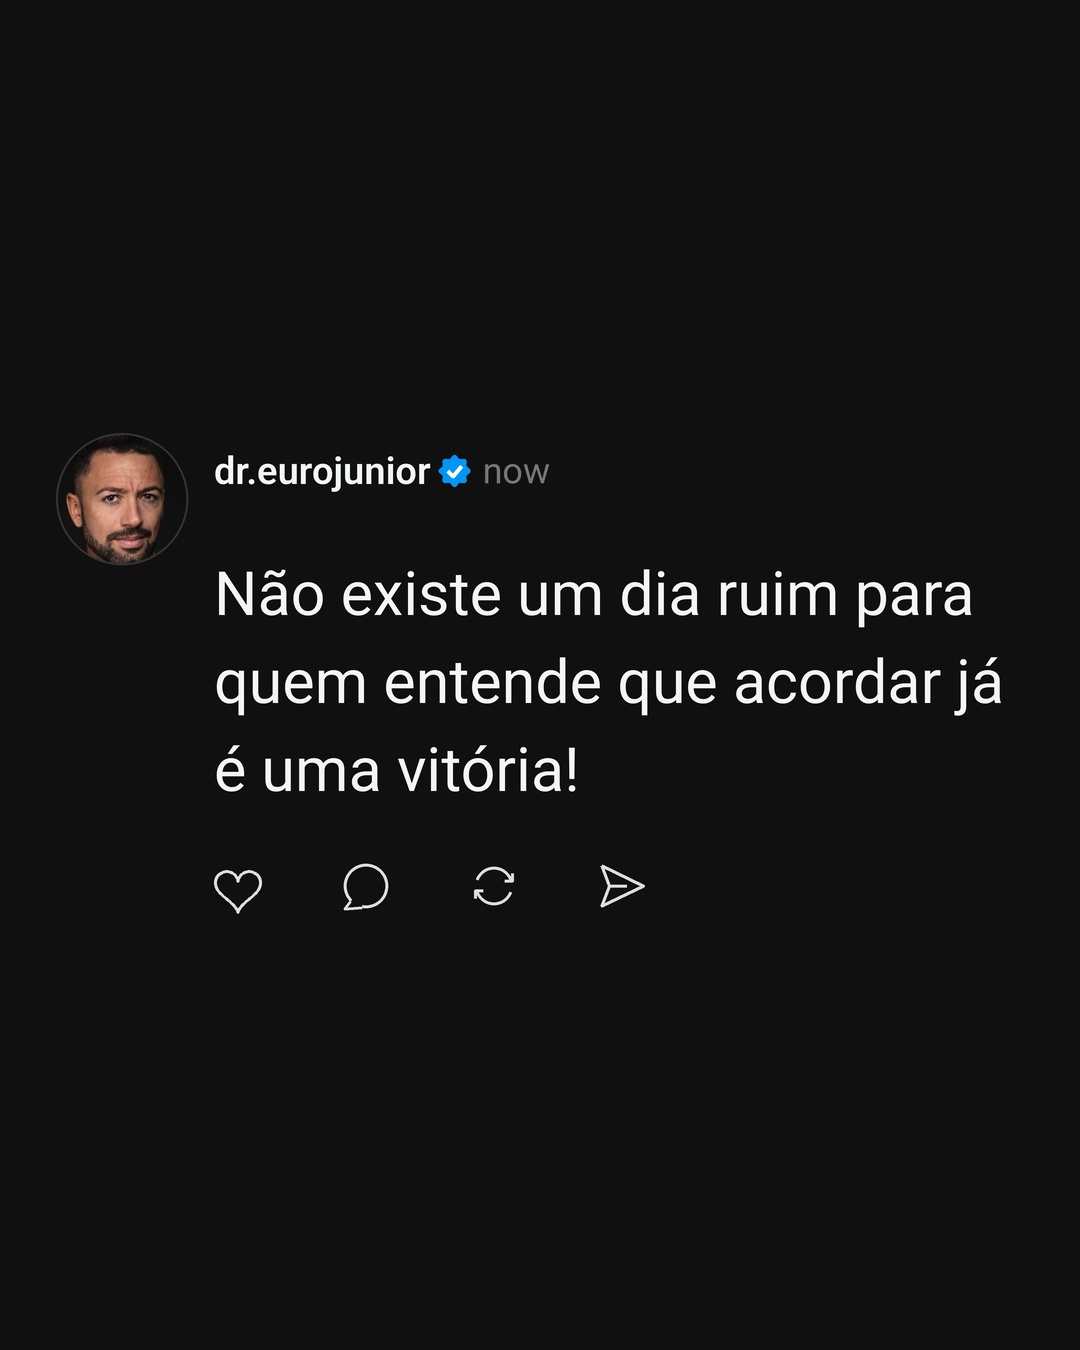 dr.eurojunior now
Não existe um dia ruim para
quem entende que acordar já
é uma vitória!